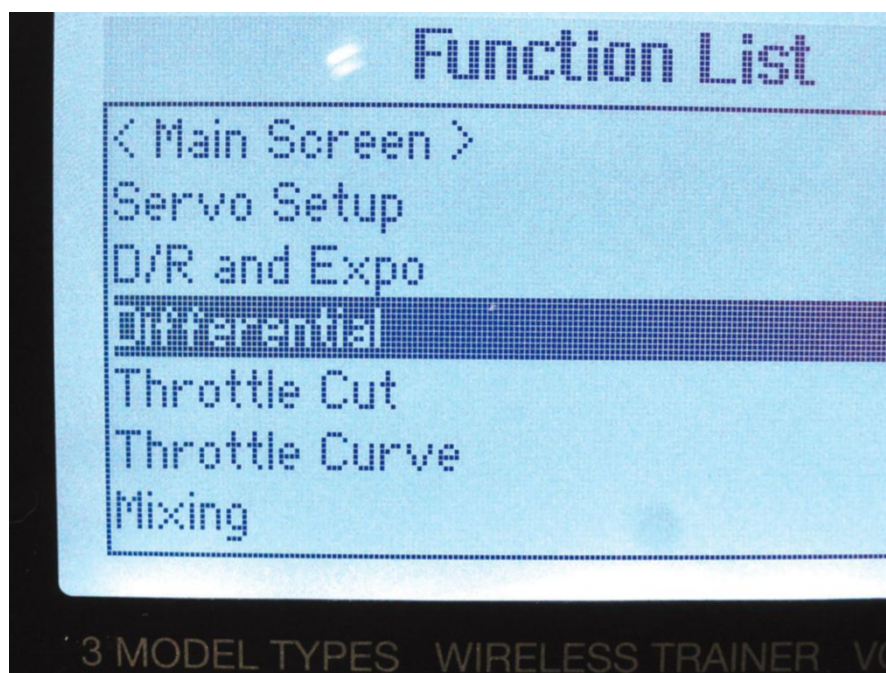 Function List
< Main Screen >
Servo Setup
D/R and Expo
Differential
Throttle Cut
Throttle Curve
Mixing
3 MODEL TYPES WIRELESS TRAINER